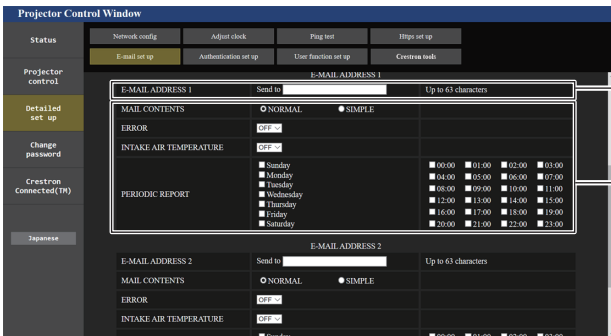 Projector Control Window
Status
Projector
control
Detailed
set up
Change
password
Crestron
Connected(TM)
Japanese
Network config Adjust clock Ping test Https set up
E-mail set up Authentication set up User function set up Crestron tools
E-MAIL ADDRESS 1
E-MAIL ADDRESS 1 Send to Up to 63 characters
MAIL CONTENTS NORMAL SIMPLE
ERROR OFF
INTAKE AIR TEMPERATURE OFF
PERIODIC REPORT
Sunday 00:00 01:00 02:00 03:00
Monday 04:00 05:00 06:00 07:00
Tuesday 08:00 09:00 10:00 11:00
Wednesday 12:00 13:00 14:00 15:00
Thursday 16:00 17:00 18:00 19:00
Friday 20:00 21:00 22:00 23:00
Saturday
E-MAIL ADDRESS 2
E-MAIL ADDRESS 2 Send to Up to 63 characters
MAIL CONTENTS NORMAL SIMPLE
ERROR OFF
INTAKE AIR TEMPERATURE OFF